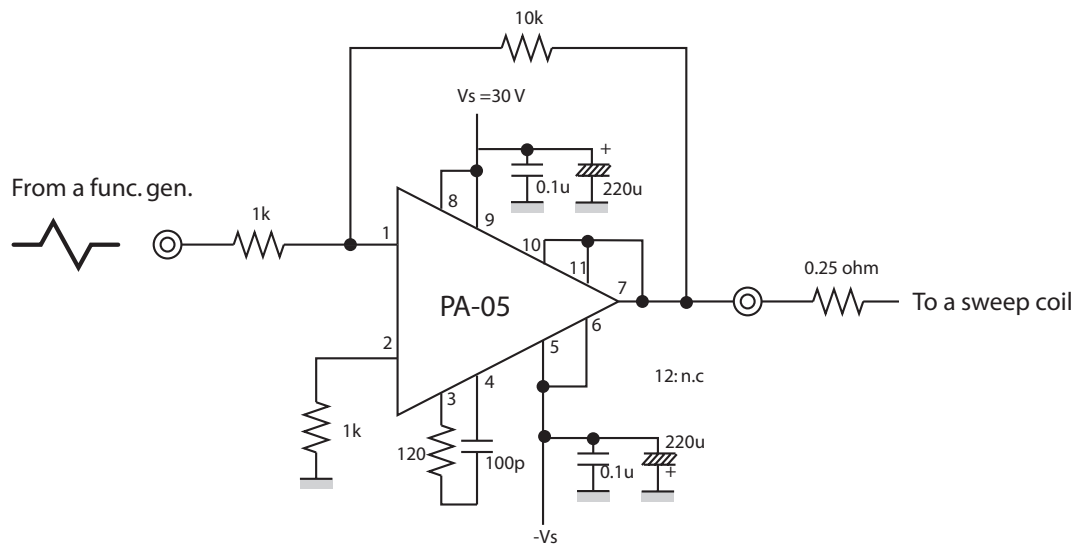 10k
Vs =30 V
+
0.1u
220u
From a func. gen.
8
1k
9
1
10
11
0.25 ohm
7
PA-05
To a sweep coil
6
2
5
4
12: n.c
3
1k
120
100p
220u
0.1u
+
-Vs